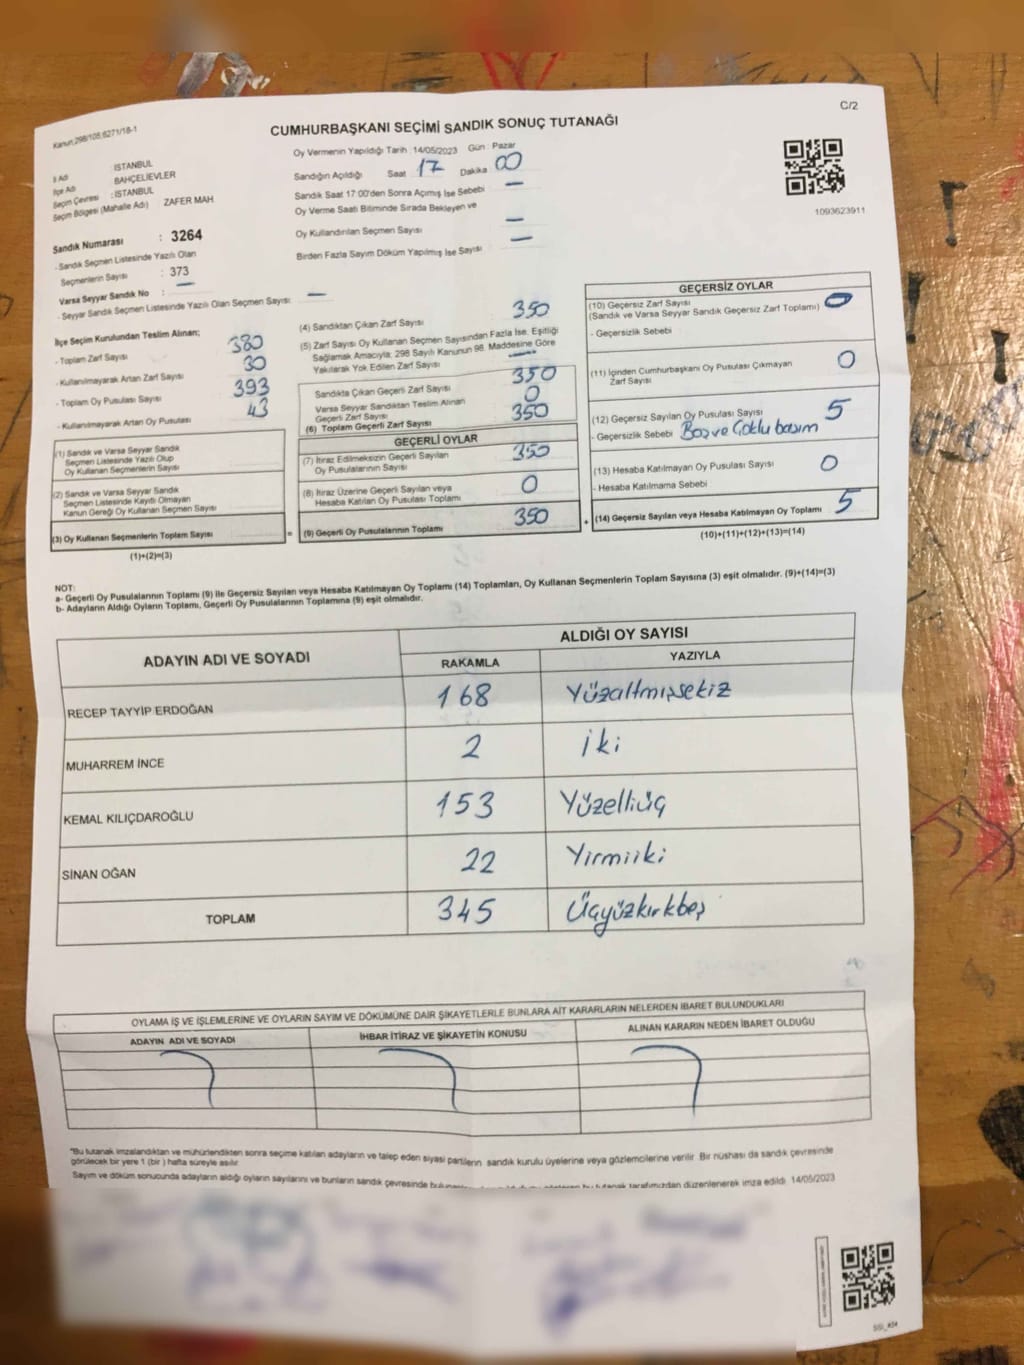 Kanun;298/105;6271/18-1
C/2
CUMHURBAŞKANI SEÇİMİ SANDIK SONUÇ TUTANAĞI
İl Adı : İSTANBUL
İlçe Adı BAHÇELİEVLER
Seçim Çevresi : İSTANBUL
Seçim Bölgesi (Mahalle Adı) ZAFER MAH
Sandık Numarası : 3264
- Sandık Seçmen Listesinde Yazılı Olan
Seçmenlerin Sayısı : 373
Varsa Seyyar Sandık No : —
- Seyyar Sandık Seçmen Listesinde Yazılı Olan Seçmen Sayısı: —
Oy Vermenin Yapıldığı Tarih :14/05/2023 Gün : Pazar
Sandığın Açıldığı Saat 17 Dakika 00
Sandık Saat 17:00'den Sonra Açılmış İse Sebebi —
Oy Verme Saati Bitiminde Sırada Bekleyen ve
Oy Kullandırılan Seçmen Sayısı —
Birden Fazla Sayım Döküm Yapılmış İse Sayısı —
1093623911
İlçe Seçim Kurulundan Teslim Alınan;
- Toplam Zarf Sayısı 380
- Kullanılmayarak Artan Zarf Sayısı 30
- Toplam Oy Pusulası Sayısı 393
- Kullanılmayarak Artan Oy Pusulası 43
(1) Sandık ve Varsa Seyyar Sandık
Seçmen Listesinde Yazılı Olup
Oy Kullanan Seçmenlerin Sayısı
(2) Sandık ve Varsa Seyyar Sandık
Seçmen Listesinde Kayıtlı Olmayan
Kanun Gereği Oy Kullanan Seçmen Sayısı
(3) Oy Kullanan Seçmenlerin Toplam Sayısı
(1)+(2)=(3)
=
(4) Sandıktan Çıkan Zarf Sayısı 350
(5) Zarf Sayısı Oy Kullanan Seçmen Sayısından Fazla İse, Eşitliği
Sağlamak Amacıyla; 298 Sayılı Kanunun 98. Maddesine Göre
Yakılarak Yok Edilen Zarf Sayısı —
Sandıkta Çıkan Geçerli Zarf Sayısı 350
Varsa Seyyar Sandıktan Teslim Alınan
Geçerli Zarf Sayısı 0
(6) Toplam Geçerli Zarf Sayısı 350
GEÇERLİ OYLAR
(7) İtiraz Edilmeksizin Geçerli Sayılan
Oy Pusulalarının Sayısı 350
(8) İtiraz Üzerine Geçerli Sayılan veya
Hesaba Katılan Oy Pusulası Toplamı 0
(9) Geçerli Oy Pusulalarının Toplamı 350
+
GEÇERSİZ OYLAR
(10) Geçersiz Zarf Sayısı
(Sandık ve Varsa Seyyar Sandık Geçersiz Zarf Toplamı) 0
- Geçersizlik Sebebi
(11) İçinden Cumhurbaşkanı Oy Pusulası Çıkmayan
Zarf Sayısı 0
(12) Geçersiz Sayılan Oy Pusulası Sayısı 5
- Geçersizlik Sebebi Boş ve Çoklu basım
(13) Hesaba Katılmayan Oy Pusulası Sayısı 0
- Hesaba Katılmama Sebebi
(14) Geçersiz Sayılan veya Hesaba Katılmayan Oy Toplamı 5
(10)+(11)+(12)+(13)=(14)
NOT:
a- Geçerli Oy Pusulalarının Toplamı (9) ile Geçersiz Sayılan veya Hesaba Katılmayan Oy Toplamı (14) Toplamları, Oy Kullanan Seçmenlerin Toplam Sayısına (3) eşit olmalıdır. (9)+(14)=(3)
b- Adayların Aldığı Oyların Toplamı, Geçerli Oy Pusulalarının Toplamına (9) eşit olmalıdır.
ADAYIN ADI VE SOYADI
ALDIĞI OY SAYISI
RAKAMLA YAZIYLA
RECEP TAYYİP ERDOĞAN 168 Yüzaltmışsekiz
MUHARREM İNCE 2 İki
KEMAL KILIÇDAROĞLU 153 Yüzelliüç
SİNAN OĞAN 22 Yirmiiki
TOPLAM 345 Üçyüzkırkbeş
OYLAMA İŞ VE İŞLEMLERİNE VE OYLARIN SAYIM VE DÖKÜMÜNE DAİR ŞİKAYETLERLE BUNLARA AİT KARARLARIN NELERDEN İBARET BULUNDUKLARI
ADAYIN ADI VE SOYADI İHBAR İTİRAZ VE ŞİKAYETİN KONUSU ALINAN KARARIN NEDEN İBARET OLDUĞU
*Bu tutanak imzalandıktan ve mühürlendikten sonra seçime katılan adayların ve talep eden siyasi partilerin sandık kurulu üyelerine veya gözlemcilerine verilir. Bir nüshası da sandık çevresinde
görülecek bir yere 1 (bir) hafta süreyle asılır.
Sayım ve döküm sonucunda adayların aldığı oyların sayılarını ve bunların sandık çevresinde bu tutanak tarafımızdan düzenlenerek imza edildi. 14/05/2023